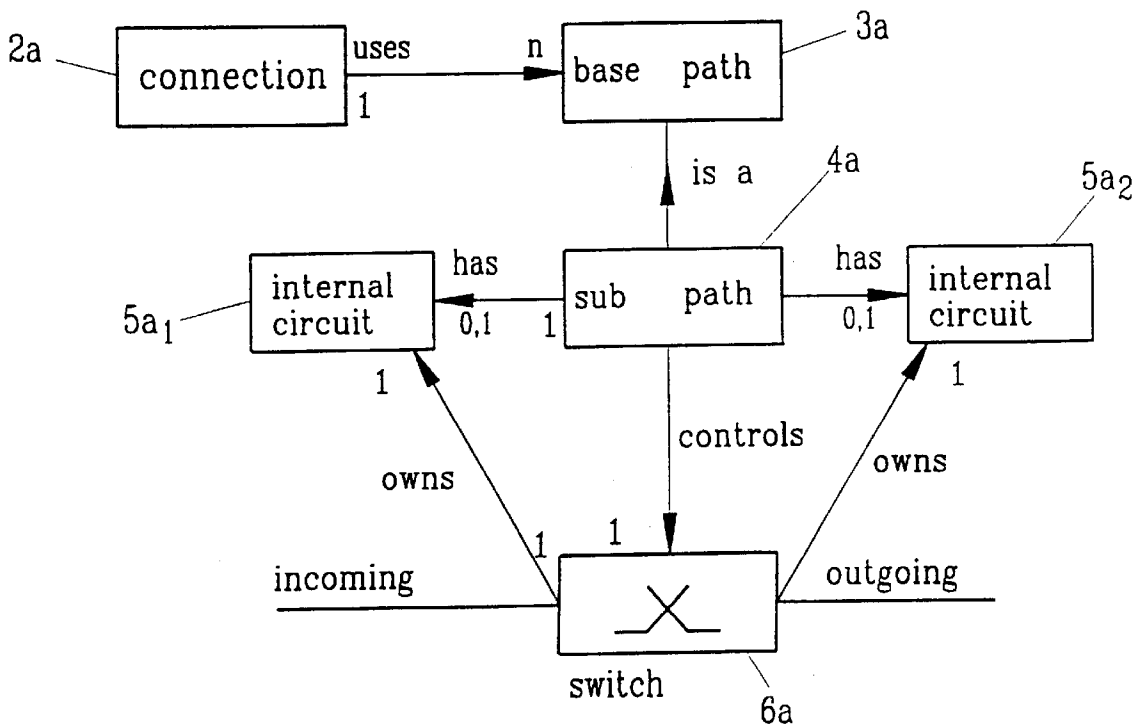 2a
connection
uses
1
n
base path
3a
is a
4a
5a2
5a1
internal
circuit
has
0,1
1
sub path
has
0,1
internal
circuit
1
1
controls
owns
owns
1
1
incoming
outgoing
switch
6a